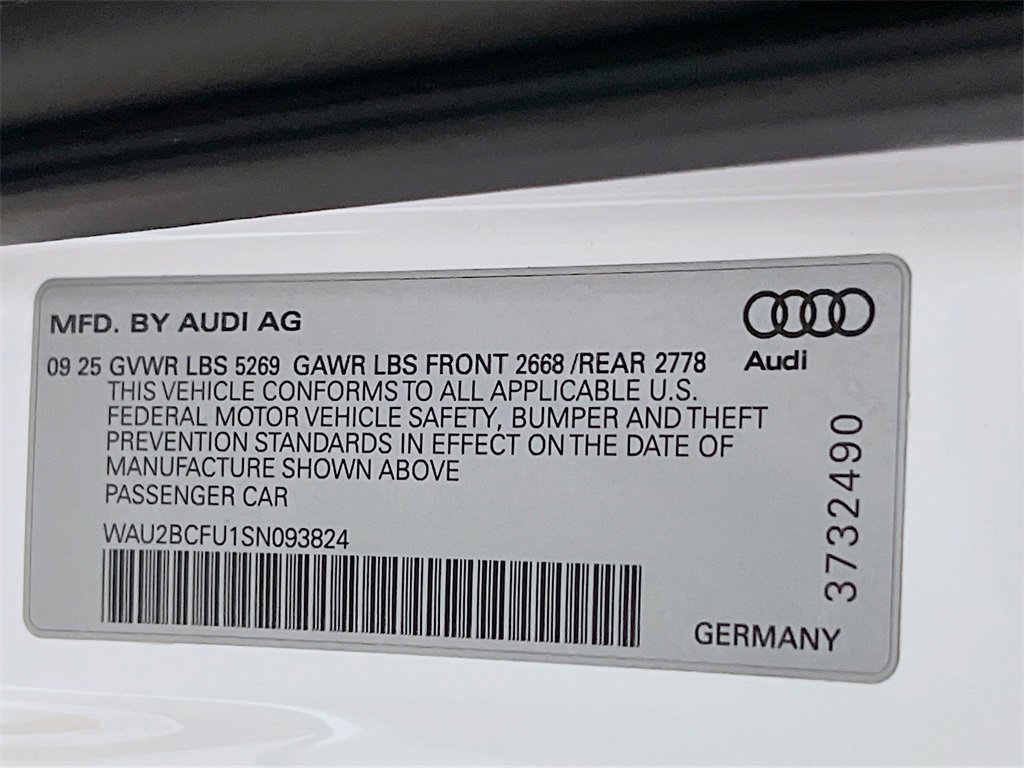 MFD. BY AUDI AG
09 25 GVWR LBS 5269 GAWR LBS FRONT 2668 /REAR 2778
THIS VEHICLE CONFORMS TO ALL APPLICABLE U.S.
FEDERAL MOTOR VEHICLE SAFETY, BUMPER AND THEFT
PREVENTION STANDARDS IN EFFECT ON THE DATE OF
MANUFACTURE SHOWN ABOVE
PASSENGER CAR
WAU2BCFU1SN093824
Audi
3732490
GERMANY